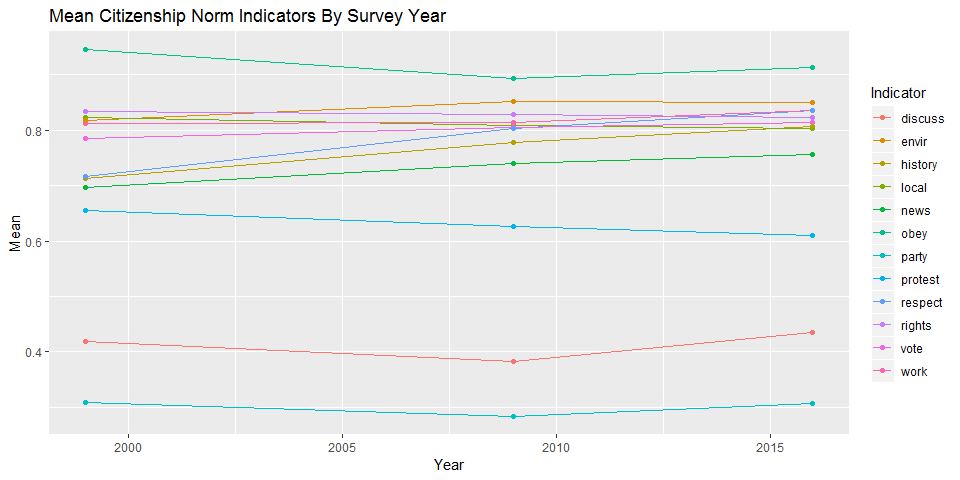 Mean Citizenship Norm Indicators By Survey Year
Mean
0.8
0.6
0.4
2000
2005
2010
2015
Year
Indicator
discuss
envir
history
local
news
obey
party
protest
respect
rights
vote
work